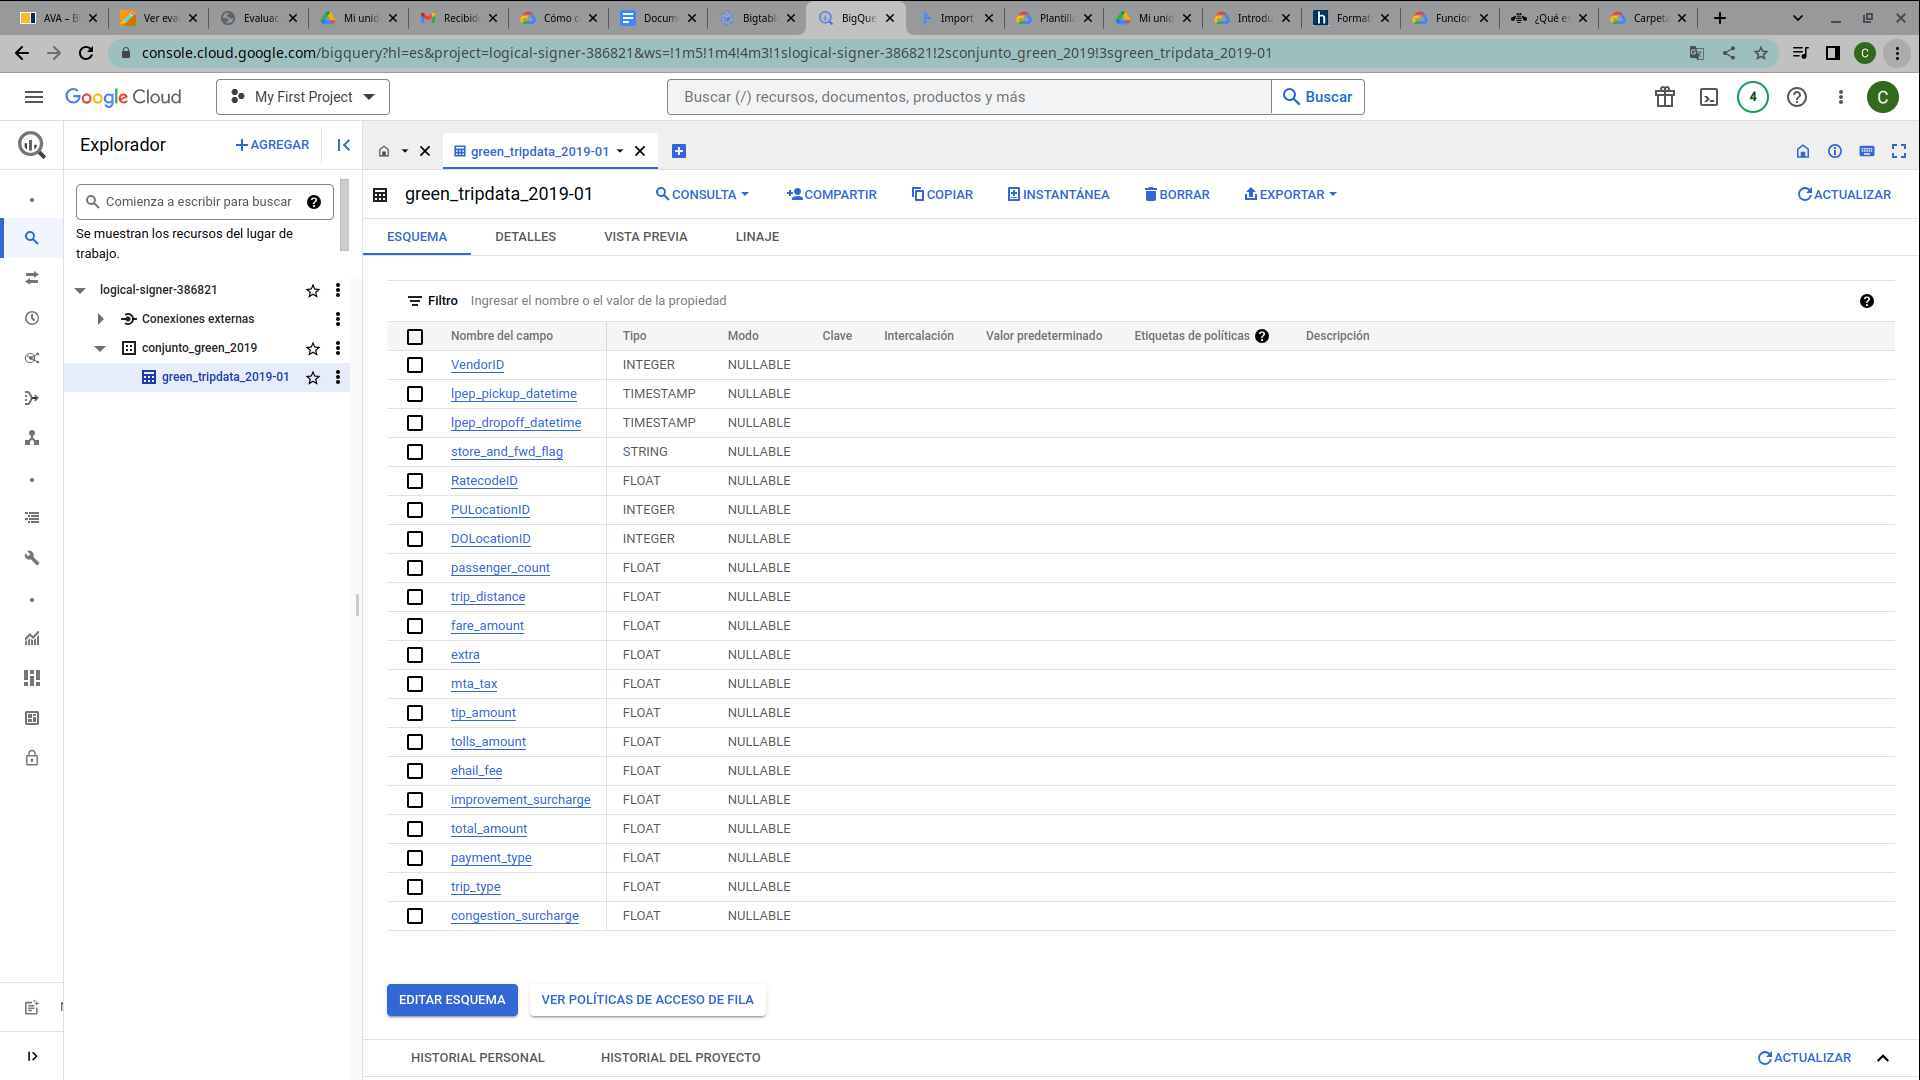 AVA – B
Ver eva
Evaluac
Mi unid
Recibid
Cómo c
Docum
Bigtabl
BigQue
Import
Plantill
Mi unid
Introdu
Format
Funcio
¿Qué e
Carpet
console.cloud.google.com/bigquery?hl=es&project=logical-signer-386821&ws=!1m5!1m4!4m3!1slogical-signer-386821!2sconjunto_green_2019!3sgreen_tripdata_2019-01
C
Google Cloud
My First Project
Buscar (/) recursos, documentos, productos y más
Buscar
4
C
Explorador
AGREGAR
green_tripdata_2019-01
Comienza a escribir para buscar
Se muestran los recursos del lugar de
trabajo.
logical-signer-386821
Conexiones externas
conjunto_green_2019
green_tripdata_2019-01
green_tripdata_2019-01
CONSULTA
COMPARTIR
COPIAR
INSTANTÁNEA
BORRAR
EXPORTAR
ACTUALIZAR
ESQUEMA
DETALLES
VISTA PREVIA
LINAJE
Filtro Ingresar el nombre o el valor de la propiedad
Nombre del campo Tipo Modo Clave Intercalación Valor predeterminado Etiquetas de políticas Descripción
VendorID INTEGER NULLABLE
lpep_pickup_datetime TIMESTAMP NULLABLE
lpep_dropoff_datetime TIMESTAMP NULLABLE
store_and_fwd_flag STRING NULLABLE
RatecodeID FLOAT NULLABLE
PULocationID INTEGER NULLABLE
DOLocationID INTEGER NULLABLE
passenger_count FLOAT NULLABLE
trip_distance FLOAT NULLABLE
fare_amount FLOAT NULLABLE
extra FLOAT NULLABLE
mta_tax FLOAT NULLABLE
tip_amount FLOAT NULLABLE
tolls_amount FLOAT NULLABLE
ehail_fee FLOAT NULLABLE
improvement_surcharge FLOAT NULLABLE
total_amount FLOAT NULLABLE
payment_type FLOAT NULLABLE
trip_type FLOAT NULLABLE
congestion_surcharge FLOAT NULLABLE
EDITAR ESQUEMA
VER POLÍTICAS DE ACCESO DE FILA
HISTORIAL PERSONAL
HISTORIAL DEL PROYECTO
ACTUALIZAR